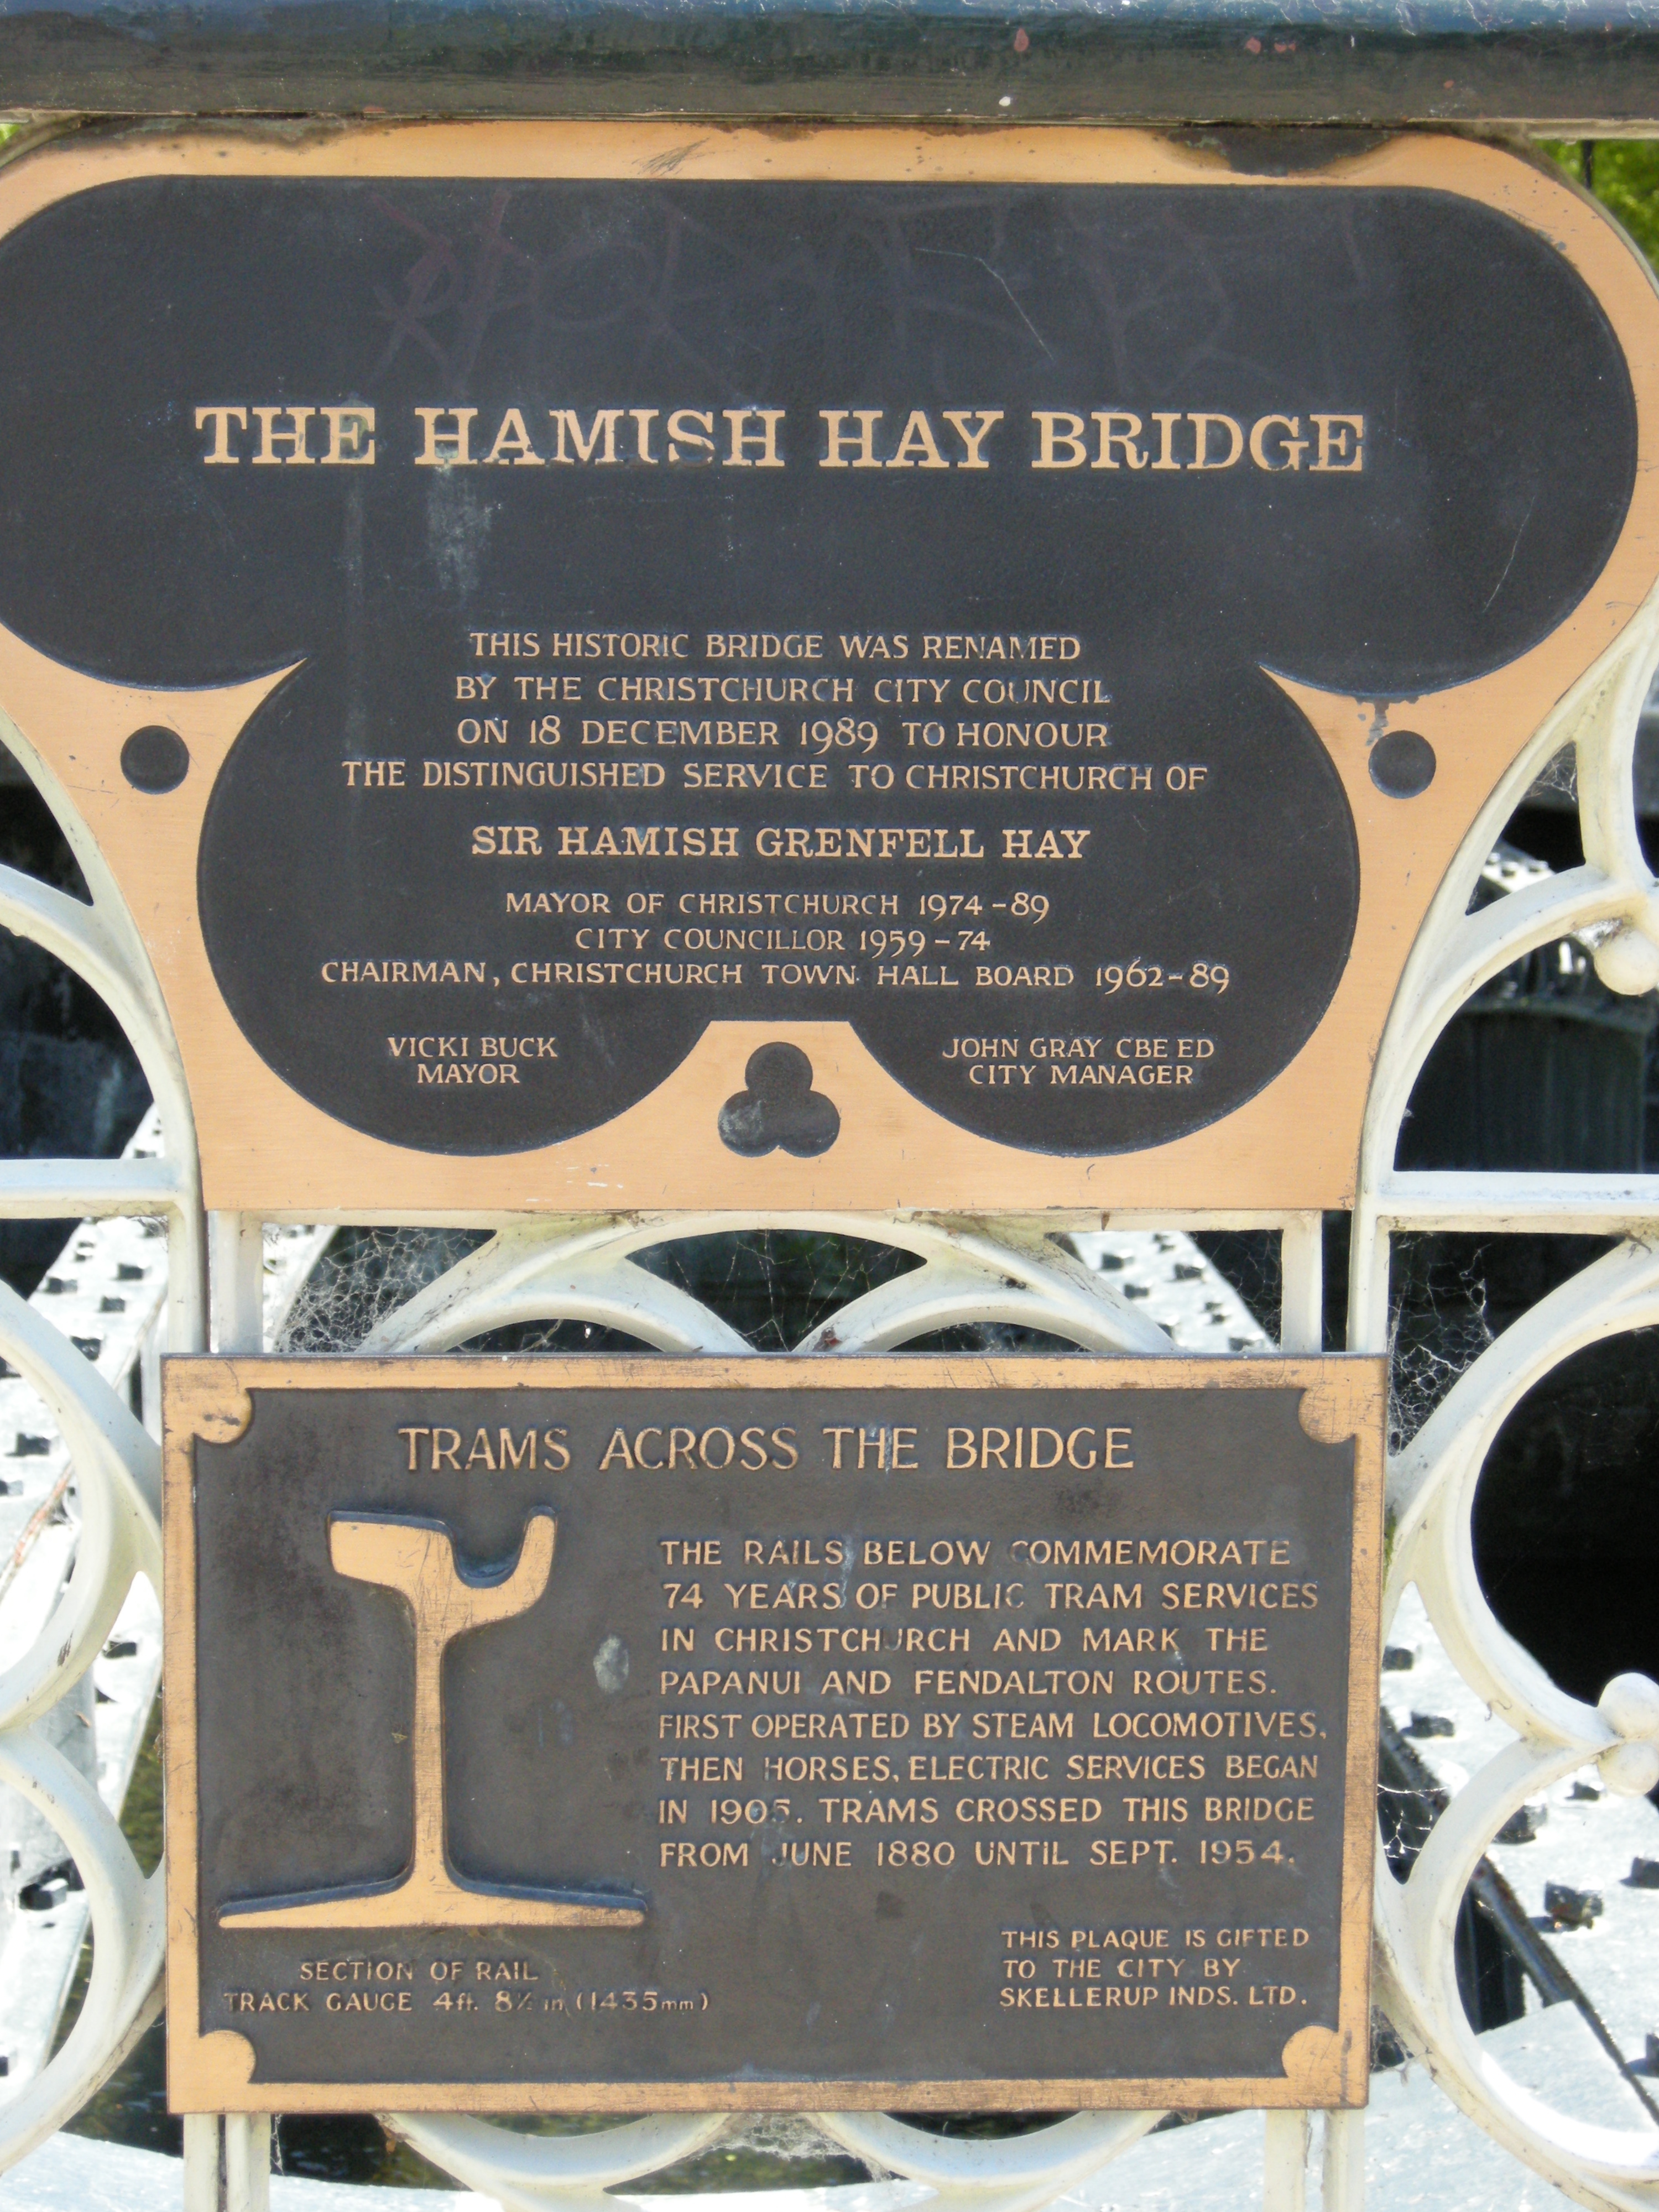 THE HAMISH HAY BRIDGE
THIS HISTORIC BRIDGE WAS RENAMED
BY THE CHRISTCHURCH CITY COUNCIL
ON 18 DECEMBER 1989 TO HONOUR
THE DISTINGUISHED SERVICE TO CHRISTCHURCH OF
SIR HAMISH GRENFELL HAY
MAYOR OF CHRISTCHURCH 1974-89
CITY COUNCILLOR 1959-74
CHAIRMAN, CHRISTCHURCH TOWN HALL BOARD 1962-89
VICKI BUCK
MAYOR
JOHN GRAY CBE ED
CITY MANAGER
TRAMS ACROSS THE BRIDGE
THE RAILS BELOW COMMEMORATE
74 YEARS OF PUBLIC TRAM SERVICES
IN CHRISTCHURCH AND MARK THE
PAPANUI AND FENDALTON ROUTES.
FIRST OPERATED BY STEAM LOCOMOTIVES,
THEN HORSES, ELECTRIC SERVICES BEGAN
IN 1905. TRAMS CROSSED THIS BRIDGE
FROM JUNE 1880 UNTIL SEPT. 1954.
SECTION OF RAIL
TRACK GAUGE 4ft. 8½ in (1435mm)
THIS PLAQUE IS GIFTED
TO THE CITY BY
SKELLERUP INDS. LTD.